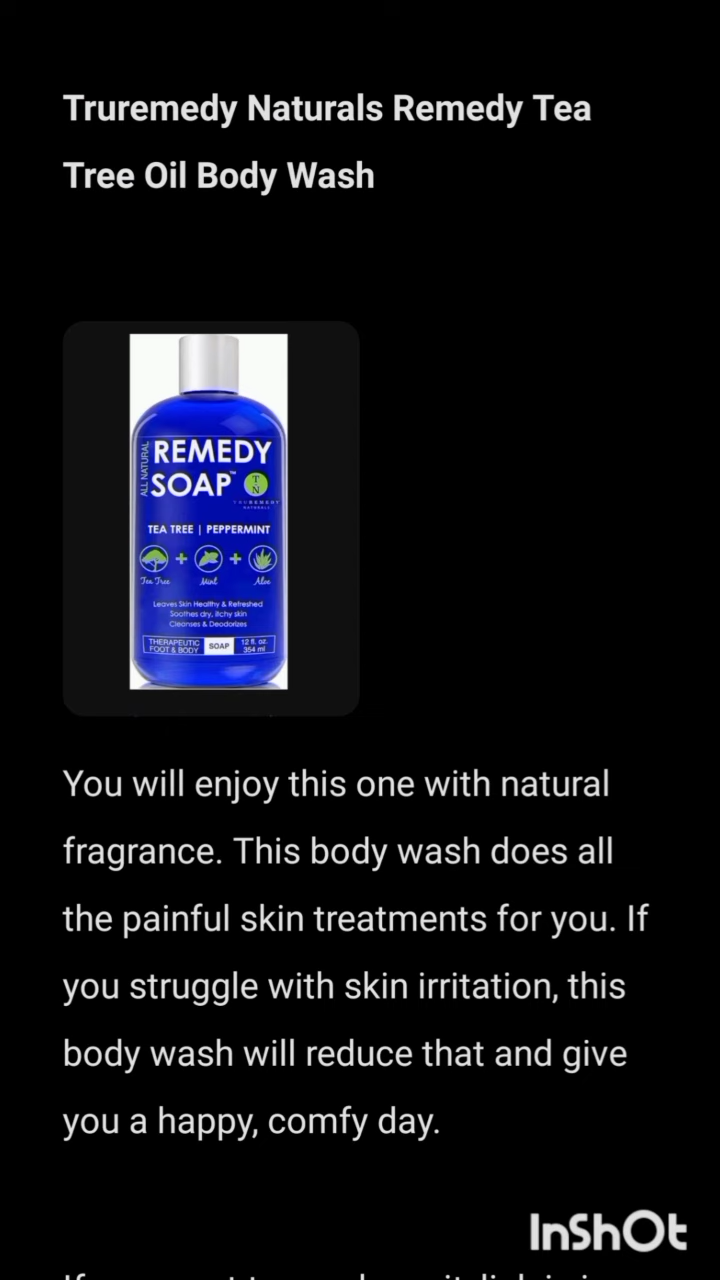 Truremedy Naturals Remedy Tea
Tree Oil Body Wash
ALL NATURAL
REMEDY
SOAP™
TN
TRUREMEDY
NATURALS
TEA TREE | PEPPERMINT
+ +
Tea Tree Mint Aloe
Leaves Skin Healthy & Refreshed
Soothes dry, itchy skin
Cleanses & Deodorizes
THERAPEUTIC
FOOT & BODY
SOAP
12 fl. oz.
354 ml
You will enjoy this one with natural
fragrance. This body wash does all
the painful skin treatments for you. If
you struggle with skin irritation, this
body wash will reduce that and give
you a happy, comfy day.
InShOt